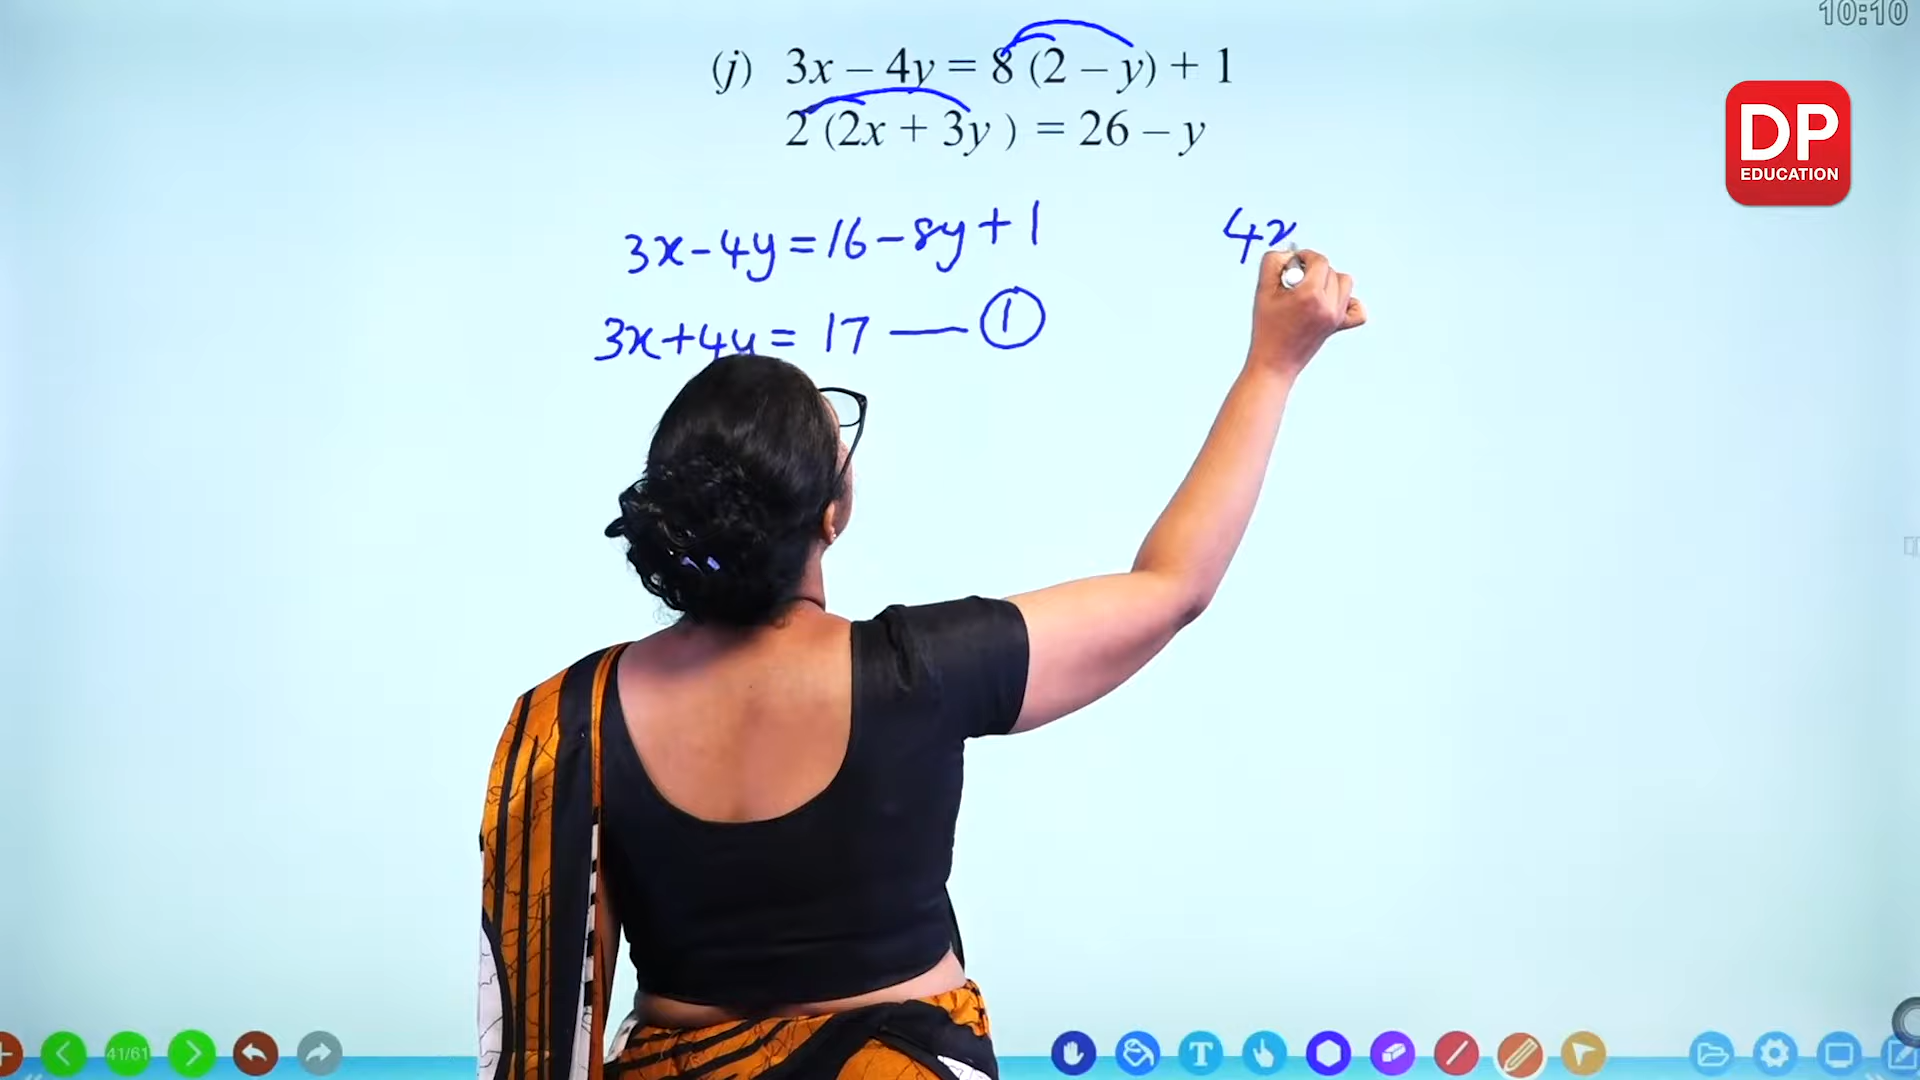 10:10
(j) 3x – 4y = 8 (2 – y) + 1
2 (2x + 3y ) = 26 – y
DP
EDUCATION
3x - 4y = 16 - 8y + 1
4x
3x + 4y = 17 — ①
41/61
T